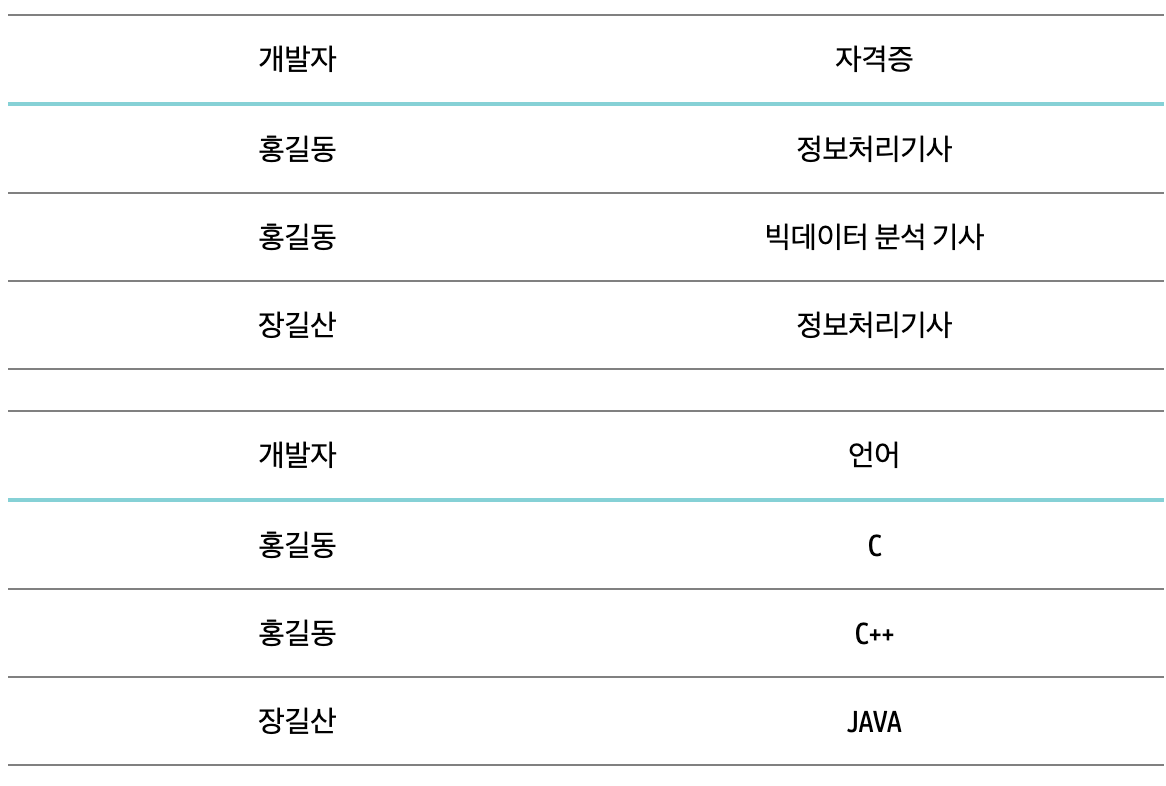 개발자 자격증
홍길동 정보처리기사
홍길동 빅데이터 분석 기사
장길산 정보처리기사
개발자 언어
홍길동 C
홍길동 C++
장길산 JAVA